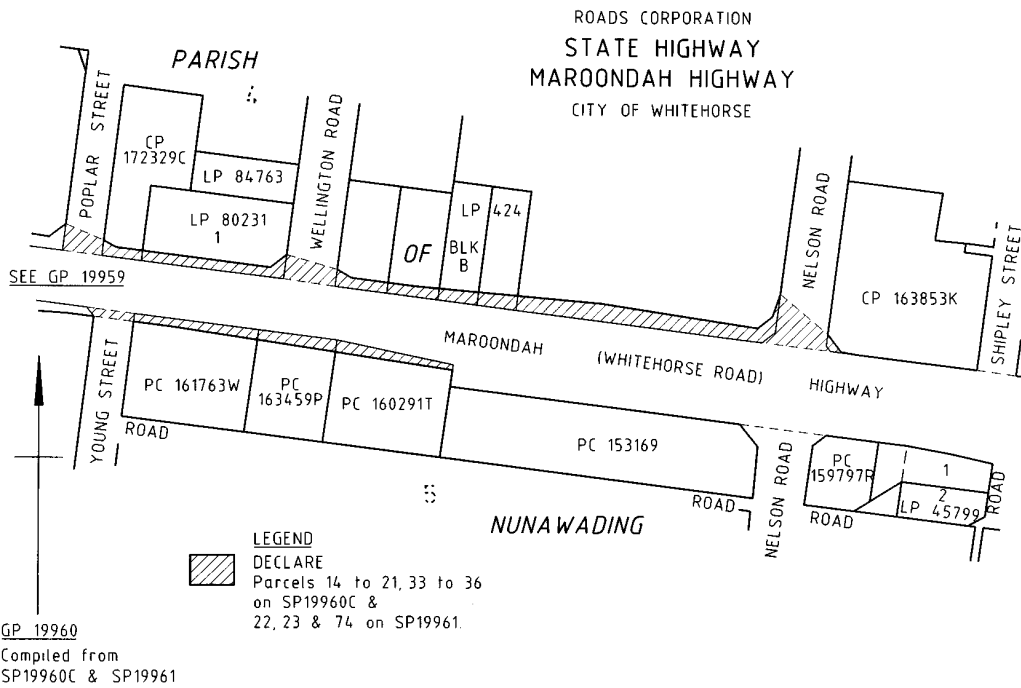 ROADS CORPORATION
STATE HIGHWAY
MAROONDAH HIGHWAY
CITY OF WHITEHORSE
PARISH
4
POPLAR STREET
CP
172329C
LP 84763
LP 80231
1
WELLINGTON ROAD
OF
LP 424
BLK
B
NELSON ROAD
CP 163853K
SHIPLEY STREET
SEE GP 19959
MAROONDAH (WHITEHORSE ROAD) HIGHWAY
YOUNG STREET
PC 161763W
PC
163459P
PC 160291T
PC 153169
ROAD
ROAD
NELSON ROAD
PC
159797R
1
2
LP 45799
ROAD
ROAD
5
NUNAWADING
LEGEND
DECLARE
Parcels 14 to 21, 33 to 36
on SP19960C &
22, 23 & 74 on SP19961.
GP 19960
Compiled from
SP19960C & SP19961